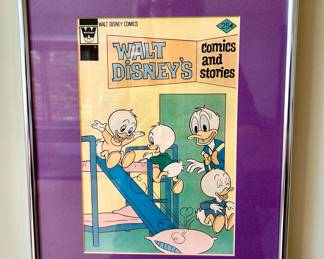 WALT DISNEY COMICS
25¢
WALT DISNEY'S
Comics and stories